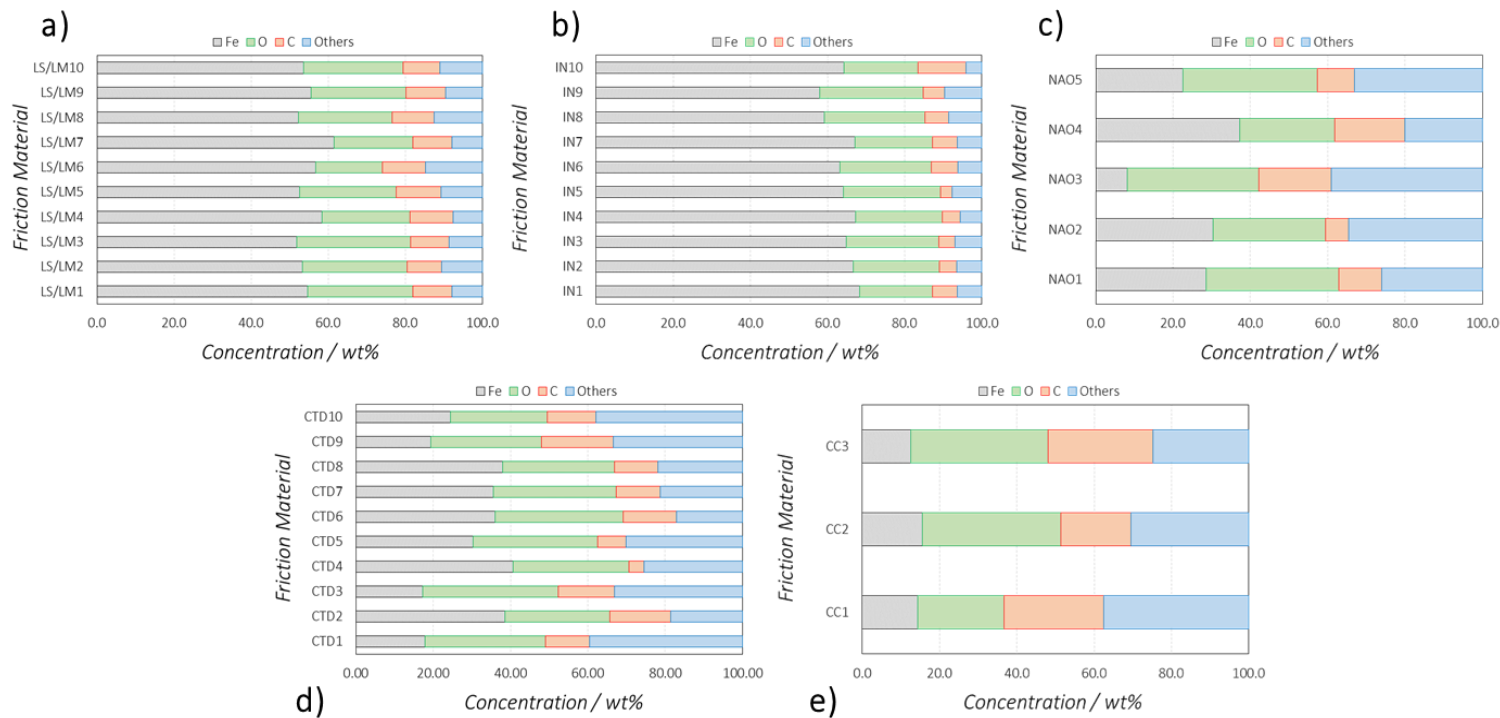 a)
Fe O C Others
Friction Material
LS/LM10
LS/LM9
LS/LM8
LS/LM7
LS/LM6
LS/LM5
LS/LM4
LS/LM3
LS/LM2
LS/LM1
0.0 20.0 40.0 60.0 80.0 100.0
Concentration / wt%
b)
Fe O C Others
Friction Material
IN10
IN9
IN8
IN7
IN6
IN5
IN4
IN3
IN2
IN1
0.0 20.0 40.0 60.0 80.0 100.0
Concentration / wt%
c)
Fe O C Others
Friction Material
NAO5
NAO4
NAO3
NAO2
NAO1
0.0 20.0 40.0 60.0 80.0 100.0
Concentration / wt%
Fe O C Others
Friction Material
CTD10
CTD9
CTD8
CTD7
CTD6
CTD5
CTD4
CTD3
CTD2
CTD1
0.00 20.00 40.00 60.00 80.00 100.00
Concentration / wt%
d)
Fe O C Others
Friction Material
CC3
CC2
CC1
0.0 20.0 40.0 60.0 80.0 100.0
Concentration / wt%
e)